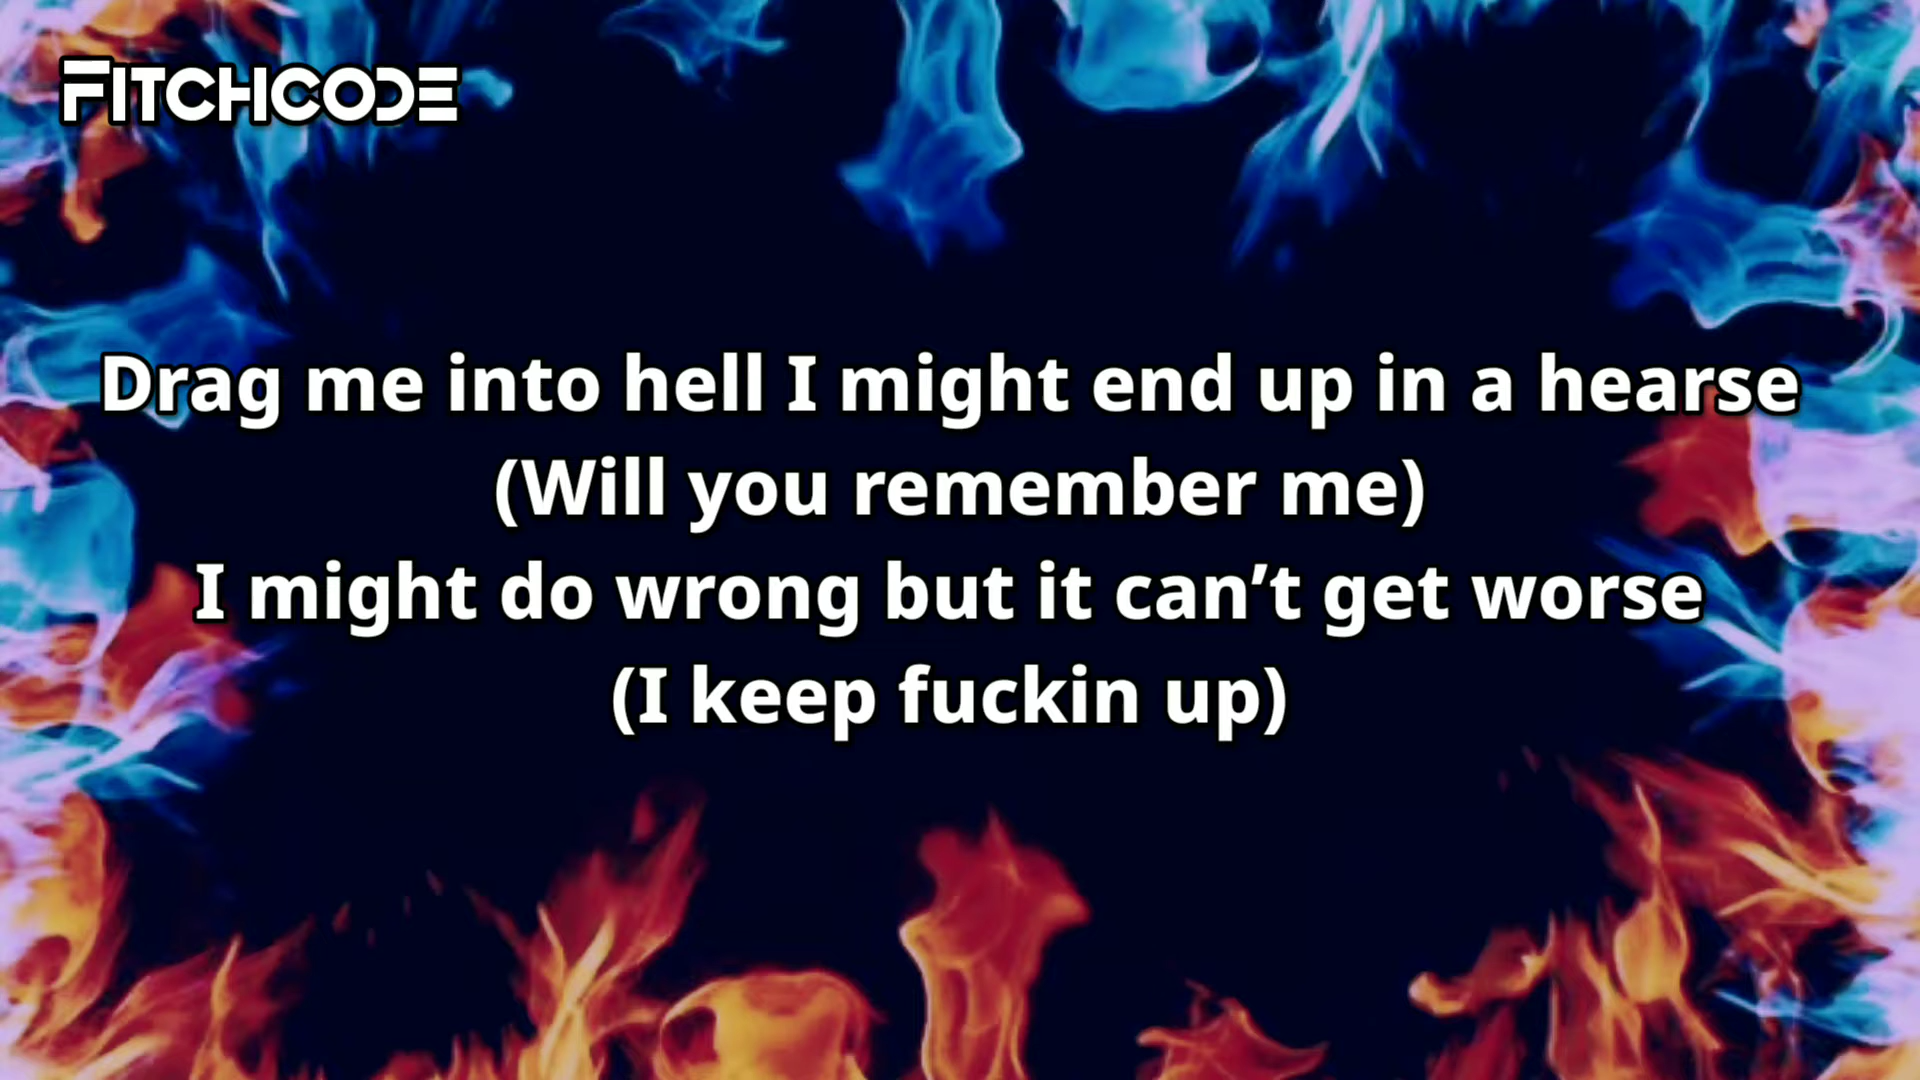 FITCHCODE
Drag me into hell I might end up in a hearse
(Will you remember me)
I might do wrong but it can’t get worse
(I keep fuckin up)